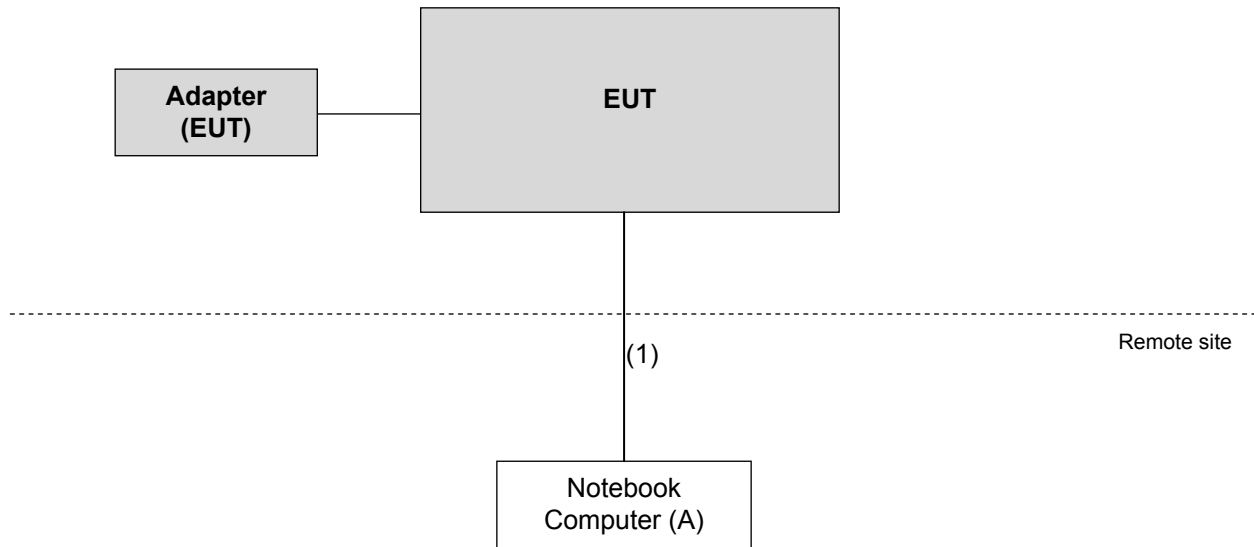 Adapter
(EUT)
EUT
Remote site
(1)
Notebook
Computer (A)